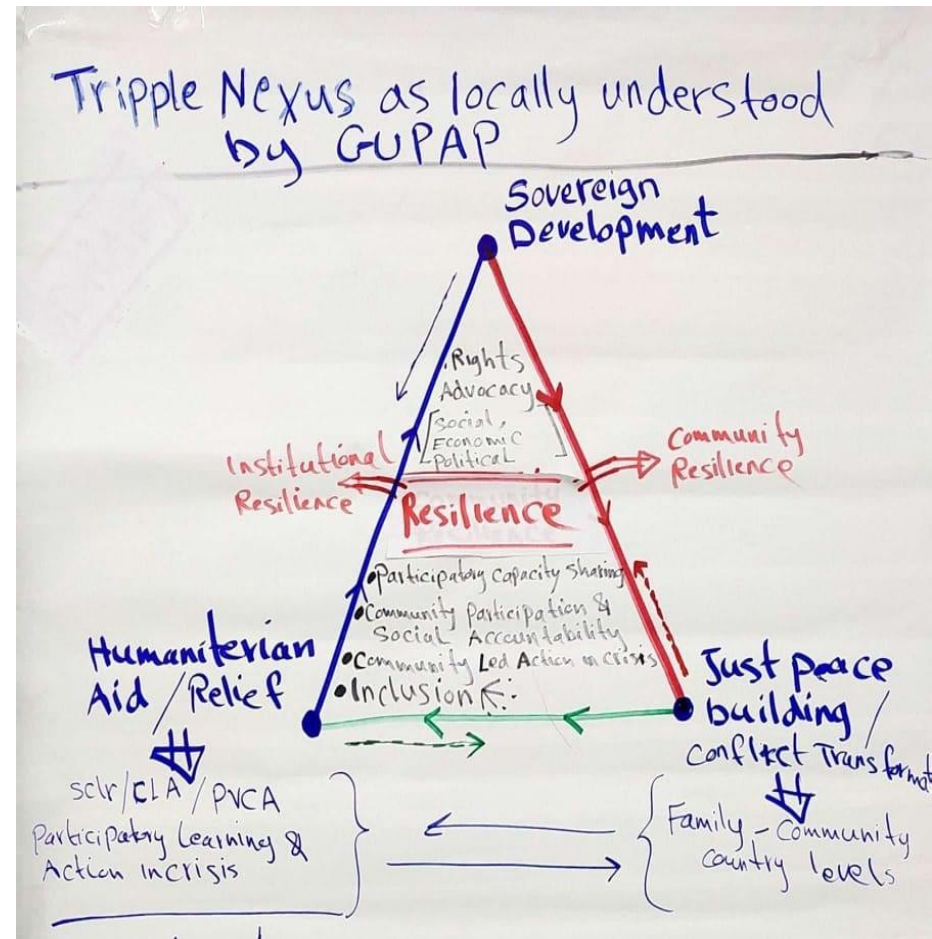 Tripple Nexus as locally understood
by GUPAP
Sovereign
Development
• Rights
Advocacy
[Social,
Economic
Political]
Institutional
Resilience
Community
Resilience
Resilience
• Participatory Capacity Sharing
• Community Participation &
Social Accountability
• Community Led Action in crisis
• Inclusion
Humaniterian
Aid / Relief
Just peace
building /
Conflict Transformat
sclr/CLA/PVCA
Participatory Learning &
Action in crisis
Family - Community
Country levels